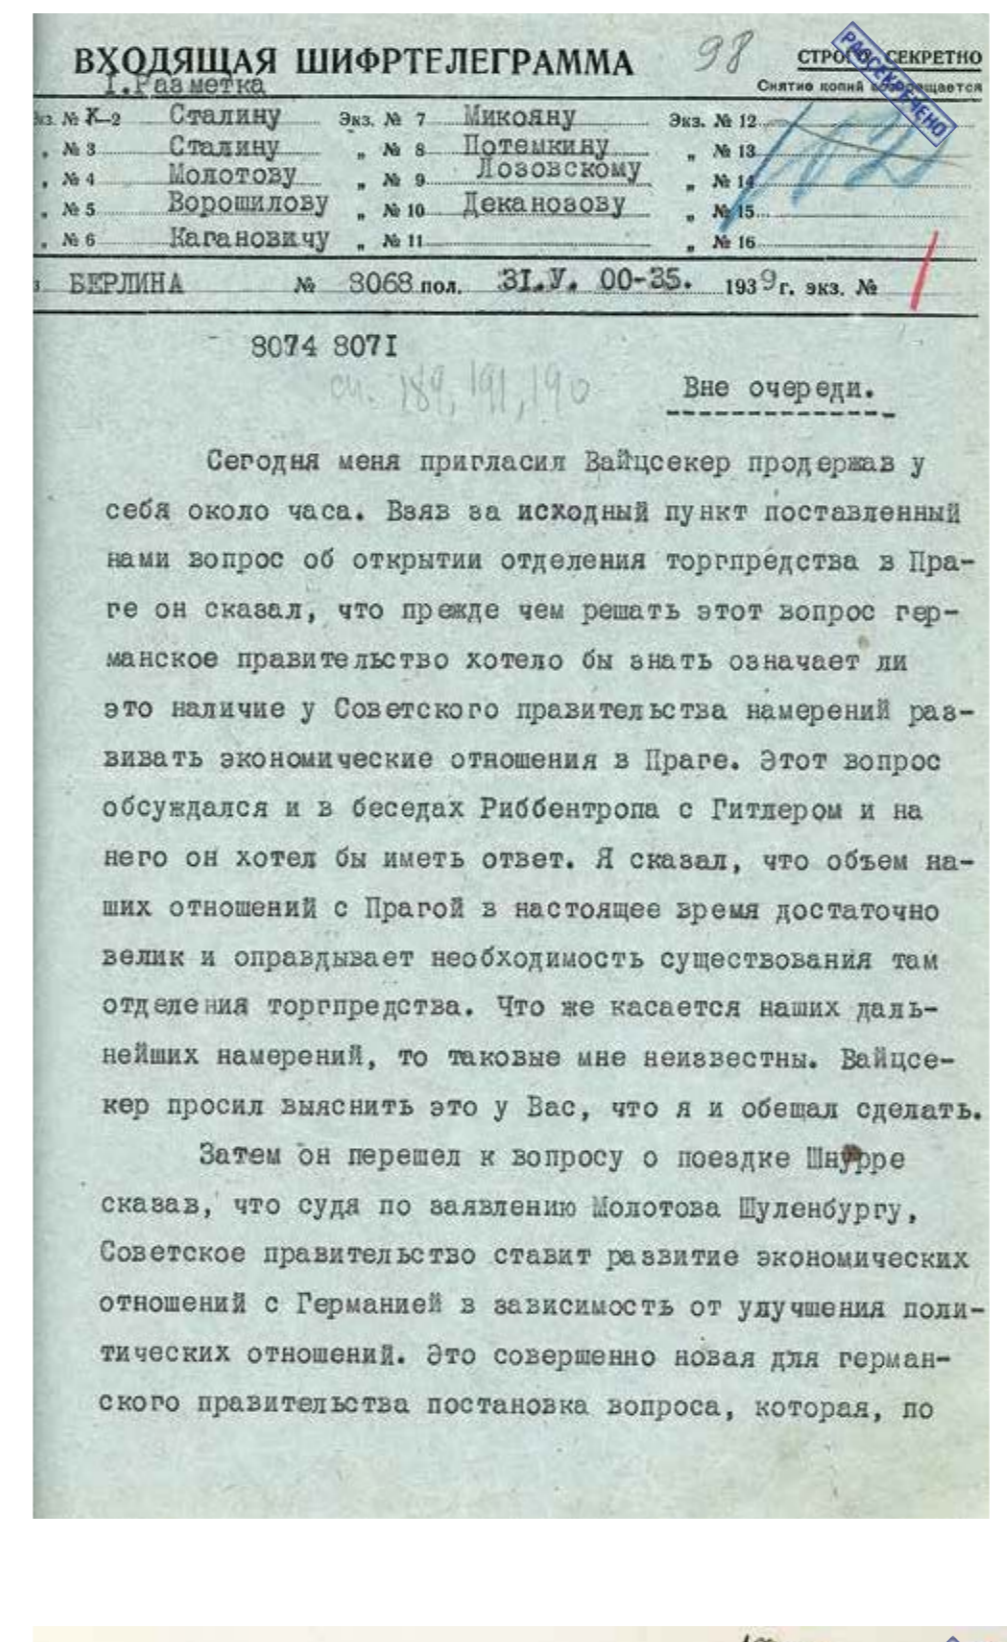 98
ВХОДЯЩАЯ ШИФРТЕЛЕГРАММА
СТРОГО СЕКРЕТНО
РАССЕКРЕЧЕНО
I.Разметка
Снятие копий воспрещается
Экз. № 1-2 Сталину Экз. № 7 Микояну Экз. № 12
„ № 3 Сталину „ № 8 Потемкину „ № 13
„ № 4 Молотову „ № 9 Лозовскому „ № 14
„ № 5 Ворошилову „ № 10 Деканозову „ № 15
„ № 6 Кагановичу „ № 11 „ № 16
БЕРЛИНА № 8068 пол. 31.У. 00-35. 1939 г. экз. № 1
8074 807I
сл. 189, 191, 190
Вне очереди.
Сегодня меня пригласил Вайцсекер продержав у
себя около часа. Взяв за исходный пункт поставленный
нами вопрос об открытии отделения торгпредства в Пра-
ге он сказал, что прежде чем решать этот вопрос гер-
манское правительство хотело бы знать означает ли
это наличие у Советского правительства намерений раз-
вивать экономические отношения в Праге. Этот вопрос
обсуждался и в беседах Риббентропа с Гитлером и на
него он хотел бы иметь ответ. Я сказал, что объем на-
ших отношений с Прагой в настоящее время достаточно
велик и оправдывает необходимость существования там
отделения торгпредства. Что же касается наших даль-
нейших намерений, то таковые мне неизвестны. Вайцсе-
кер просил выяснить это у Вас, что я и обещал сделать.
Затем он перешел к вопросу о поездке Шнурре
сказав, что судя по заявлению Молотова Шуленбургу,
Советское правительство ставит развитие экономических
отношений с Германией в зависимость от улучшения поли-
тических отношений. Это совершенно новая для герман-
ского правительства постановка вопроса, которая, по